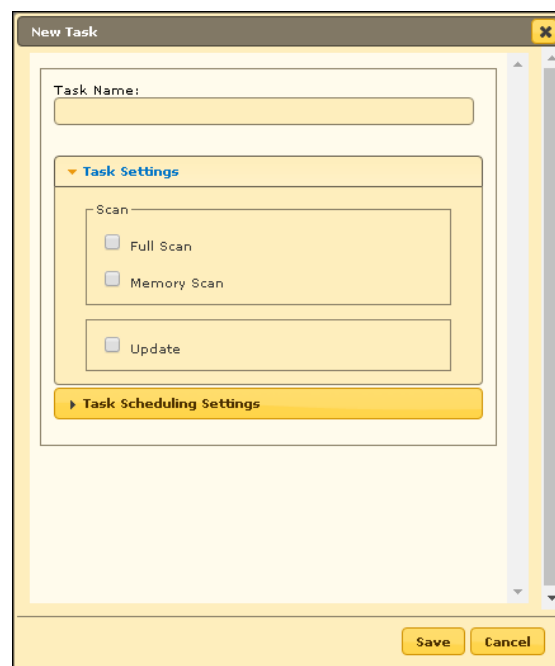 New Task
Task Name:
Task Settings
Scan
Full Scan
Memory Scan
Update
Task Scheduling Settings
Save Cancel